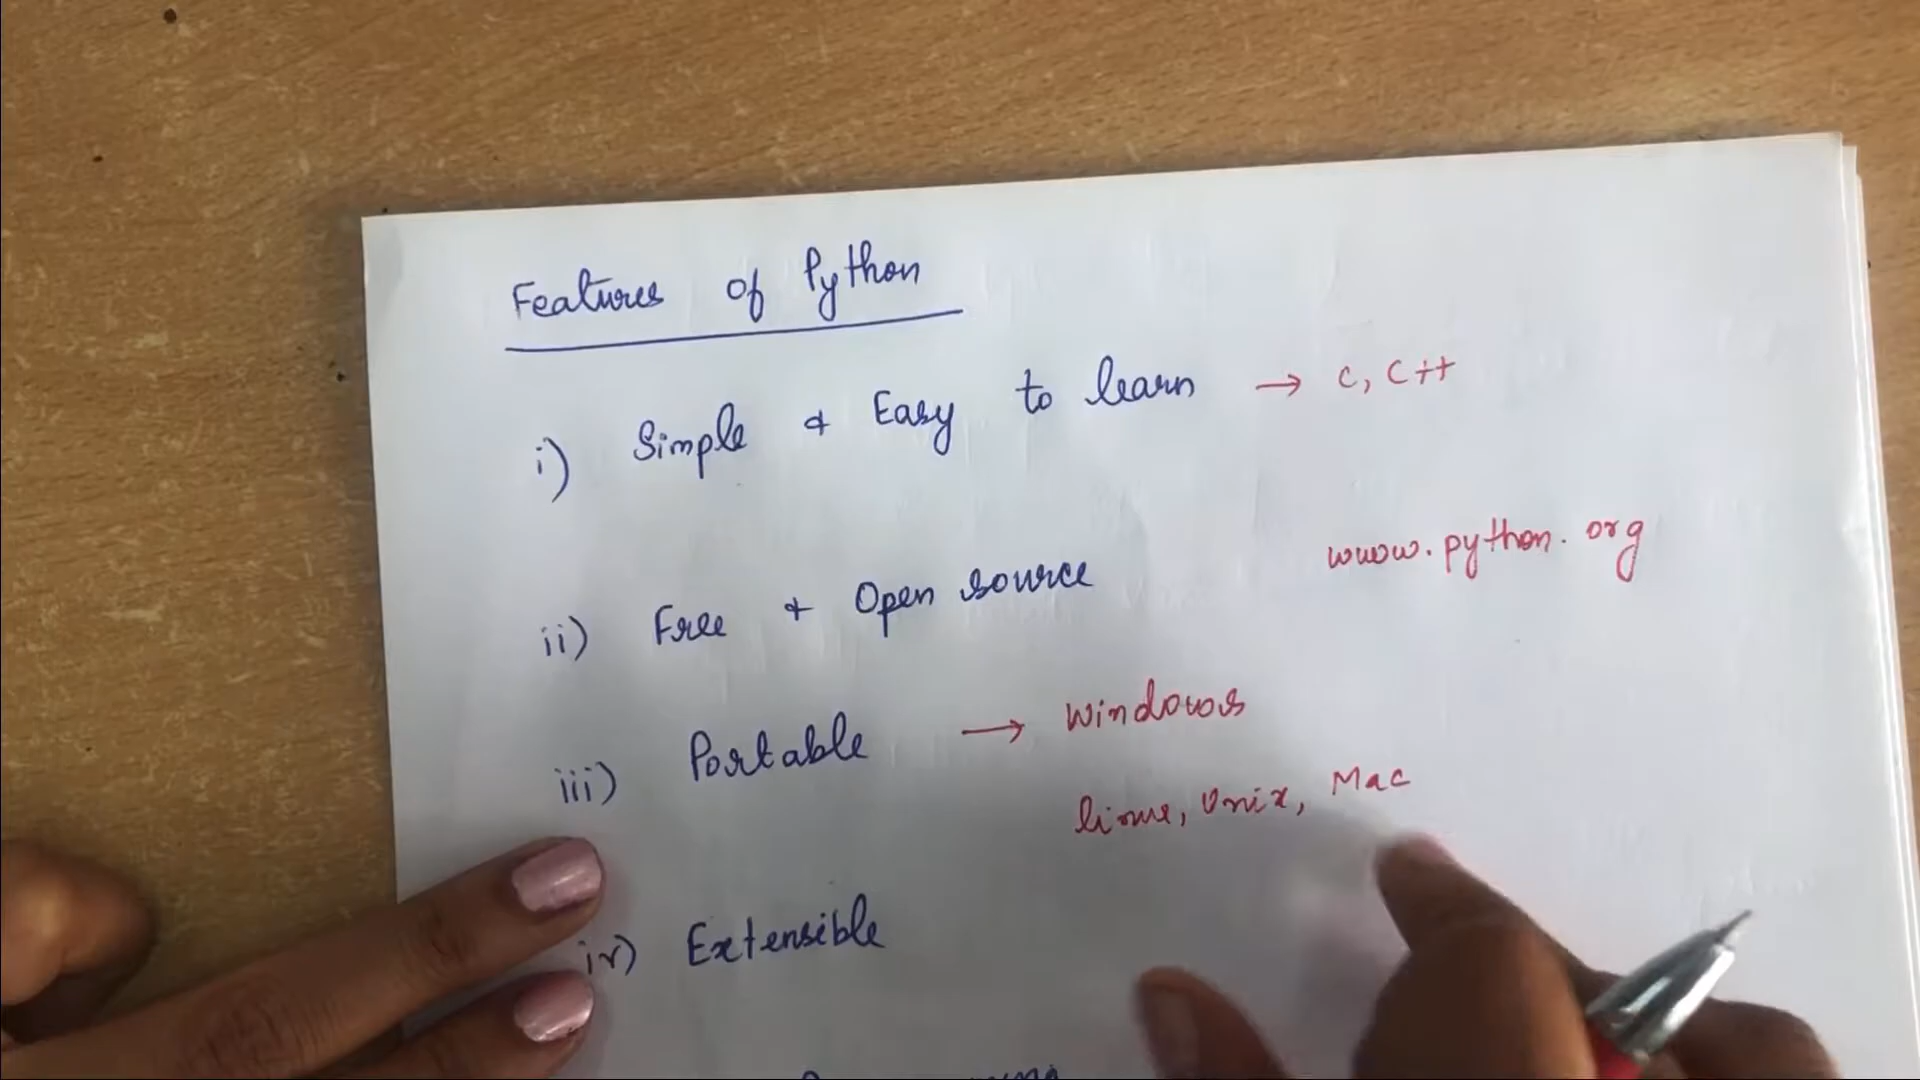 Features of Python
i) Simple & Easy to learn → C, C++
www.python.org
ii) Free + Open source
iii) Portable → Windows
Unix, Mac
iv) Extensible